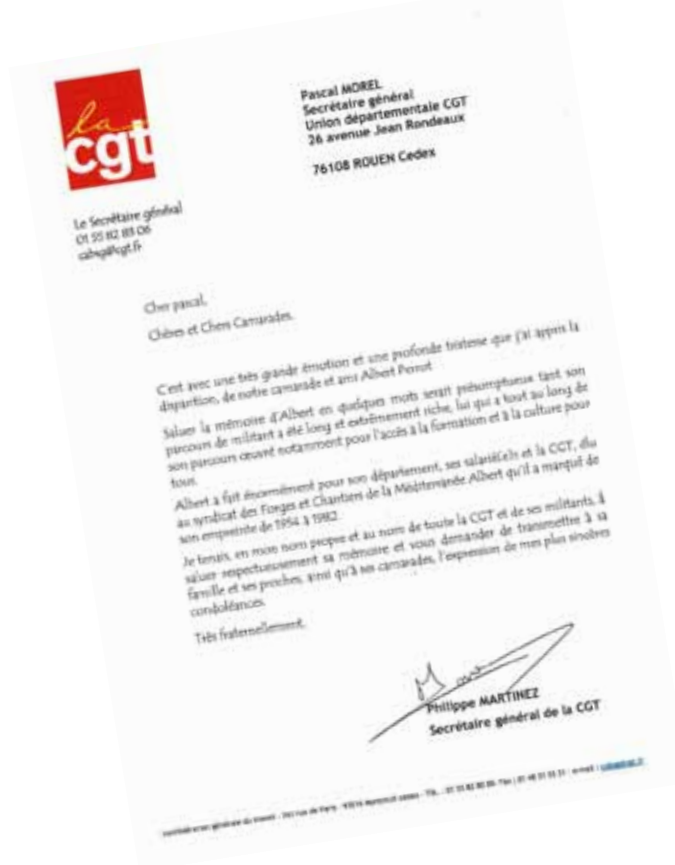 la
cgt
Pascal MOREL
Secrétaire général
Union départementale CGT
26 avenue Jean Rondeaux
76108 ROUEN Cedex
Le Secrétaire général
01 55 82 83 06
Cher pascal,
Chères et Chers Camarades,
C'est avec une très grande émotion et une profonde tristesse que j'ai appris la
disparition, de notre camarade et ami Albert Perrot
Saluer la mémoire d'Albert en quelques mots serait présomptueux tant son
parcours de militant a été long et extrêmement riche, lui qui a tout au long de
son parcours œuvré notamment pour l'accès à la formation et à la culture pour
tous.
Albert a fait énormément pour son département, ses salarié(e)s et la CGT, élu
au syndicat des Forges et Chantiers de la Méditerranée Albert qu'il a marqué de
son empreinte de 1954 à 1982.
Je tenais, en mon nom propre et au nom de toute la CGT et de ses militants, à
saluer respectueusement sa mémoire et vous demander de transmettre à sa
famille et ses proches, ainsi qu'à ses camarades, l'expression de mes plus sincères
condoléances.
Très fraternellement.
Philippe MARTINEZ
Secrétaire général de la CGT